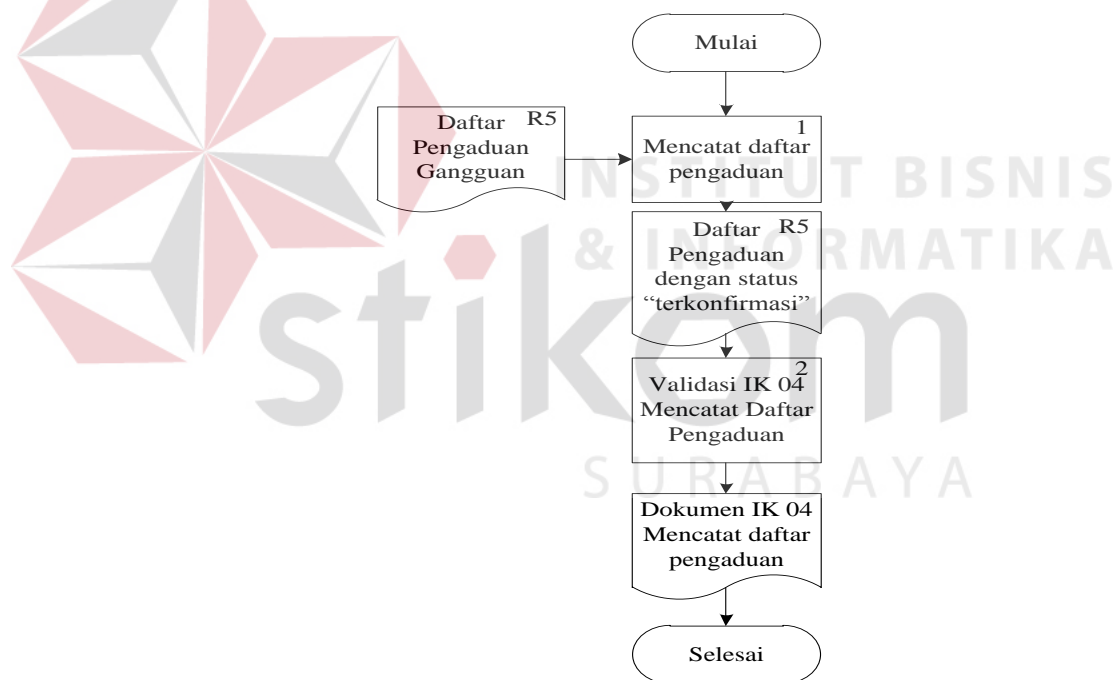 Mulai
Daftar R5
Pengaduan
Gangguan
1
Mencatat daftar
pengaduan
Daftar R5
Pengaduan
dengan status
“terkonfirmasi”
2
Validasi IK 04
Mencatat Daftar
Pengaduan
Dokumen IK 04
Mencatat daftar
pengaduan
Selesai
INSTITUT BISNIS
& INFORMATIKA
stikom
SURABAYA